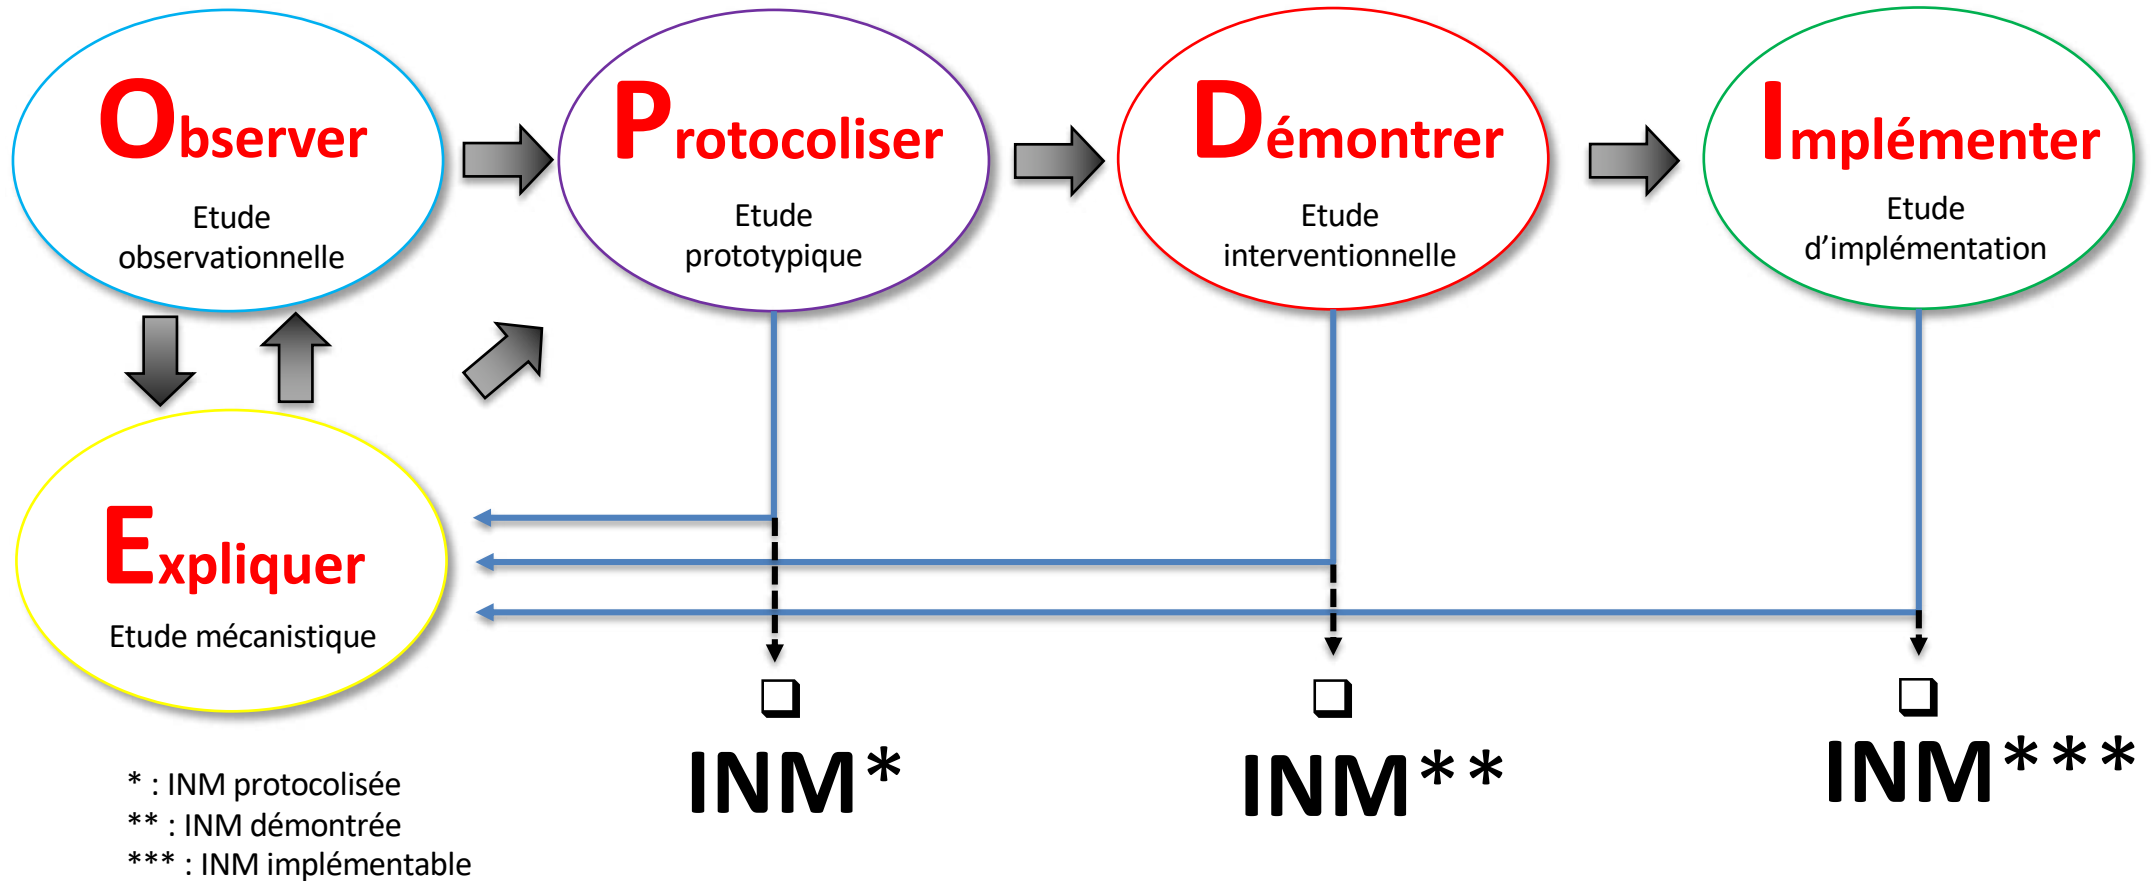 Observer
Etude
observationnelle
Protocoliser
Etude
prototypique
Démontrer
Etude
interventionnelle
Implémenter
Etude
d’implémentation
Expliquer
Etude mécanistique
INM*
INM**
INM***
* : INM protocolisée
** : INM démontrée
*** : INM implémentable